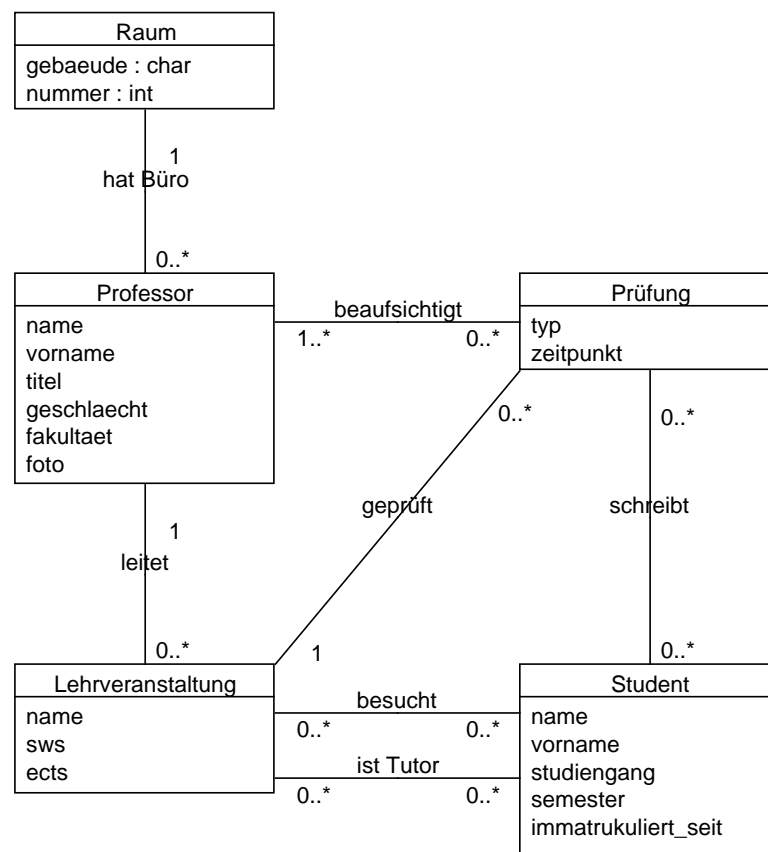 Raum
gebaeude : char
nummer : int
1
hat Büro
0..*
Professor
name
vorname
titel
geschlaecht
fakultaet
foto
beaufsichtigt
1..*
0..*
Prüfung
typ
zeitpunkt
0..*
0..*
geprüft
schreibt
1
leitet
0..*
1
0..*
Lehrveranstaltung
name
sws
ects
besucht
0..*
0..*
ist Tutor
0..*
0..*
Student
name
vorname
studiengang
semester
immatrukuliert_seit